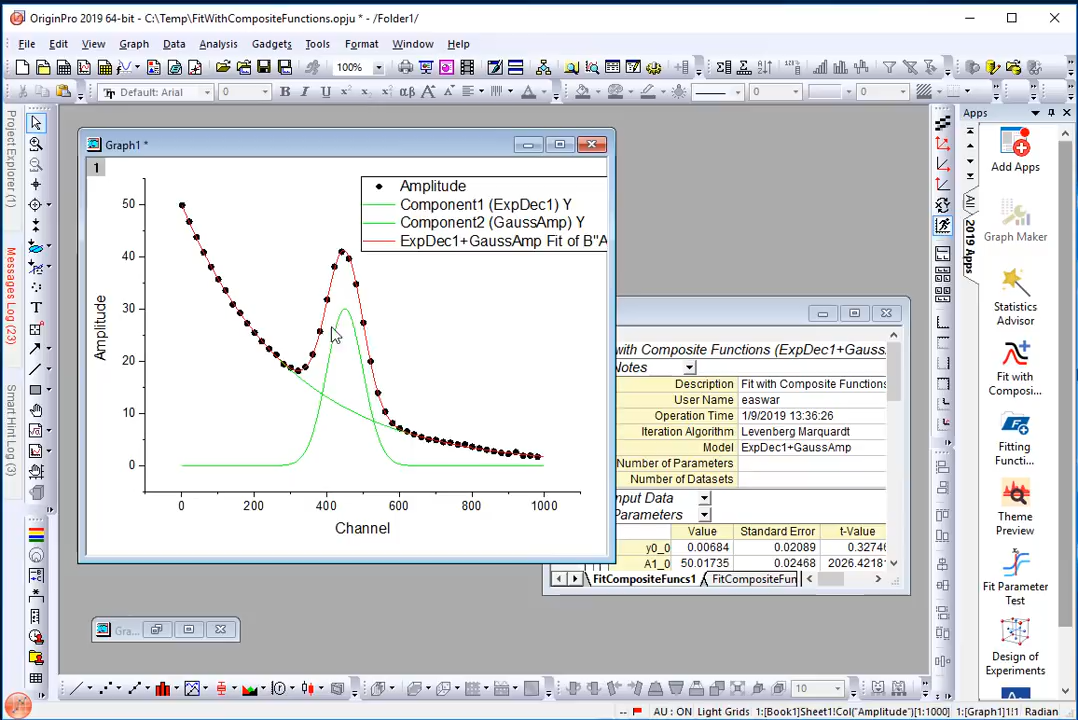 OriginPro 2019 64-bit - C:\Temp\FitWithCompositeFunctions.opju * - /Folder1/
File Edit View Graph Data Analysis Gadgets Tools Format Window Help
100%
Default: Arial 0 B I U αβ A A A 0 0
Project Explorer (1)
Messages Log (23)
Smart Hint Log (3)
Graph1 *
1
Amplitude
Component1 (ExpDec1) Y
Component2 (GaussAmp) Y
ExpDec1+GaussAmp Fit of B"A
50
40
30
20
10
0
Amplitude
0 200 400 600 800 1000
Channel
with Composite Functions (ExpDec1+Gauss
Notes
Description Fit with Composite Functions
User Name easwar
Operation Time 1/9/2019 13:36:26
Iteration Algorithm Levenberg Marquardt
Model ExpDec1+GaussAmp
Number of Parameters
Number of Datasets
nput Data
Parameters
Value Standard Error t-Value
y0_0 0.00684 0.02089 0.3274
A1_0 50.01735 0.02468 2026.4218
FitCompositeFuncs1 FitCompositeFun
Gra...
Apps
All
2019 Apps
Add Apps
Graph Maker
Statistics
Advisor
Fit with
Composi...
Fitting
Functi...
Theme
Preview
Fit Parameter
Test
Design of
Experiments
10
-- AU : ON Light Grids 1:[Book1]Sheet1!Col("Amplitude")[1:1000] 1:[Graph1]1!1 Radian